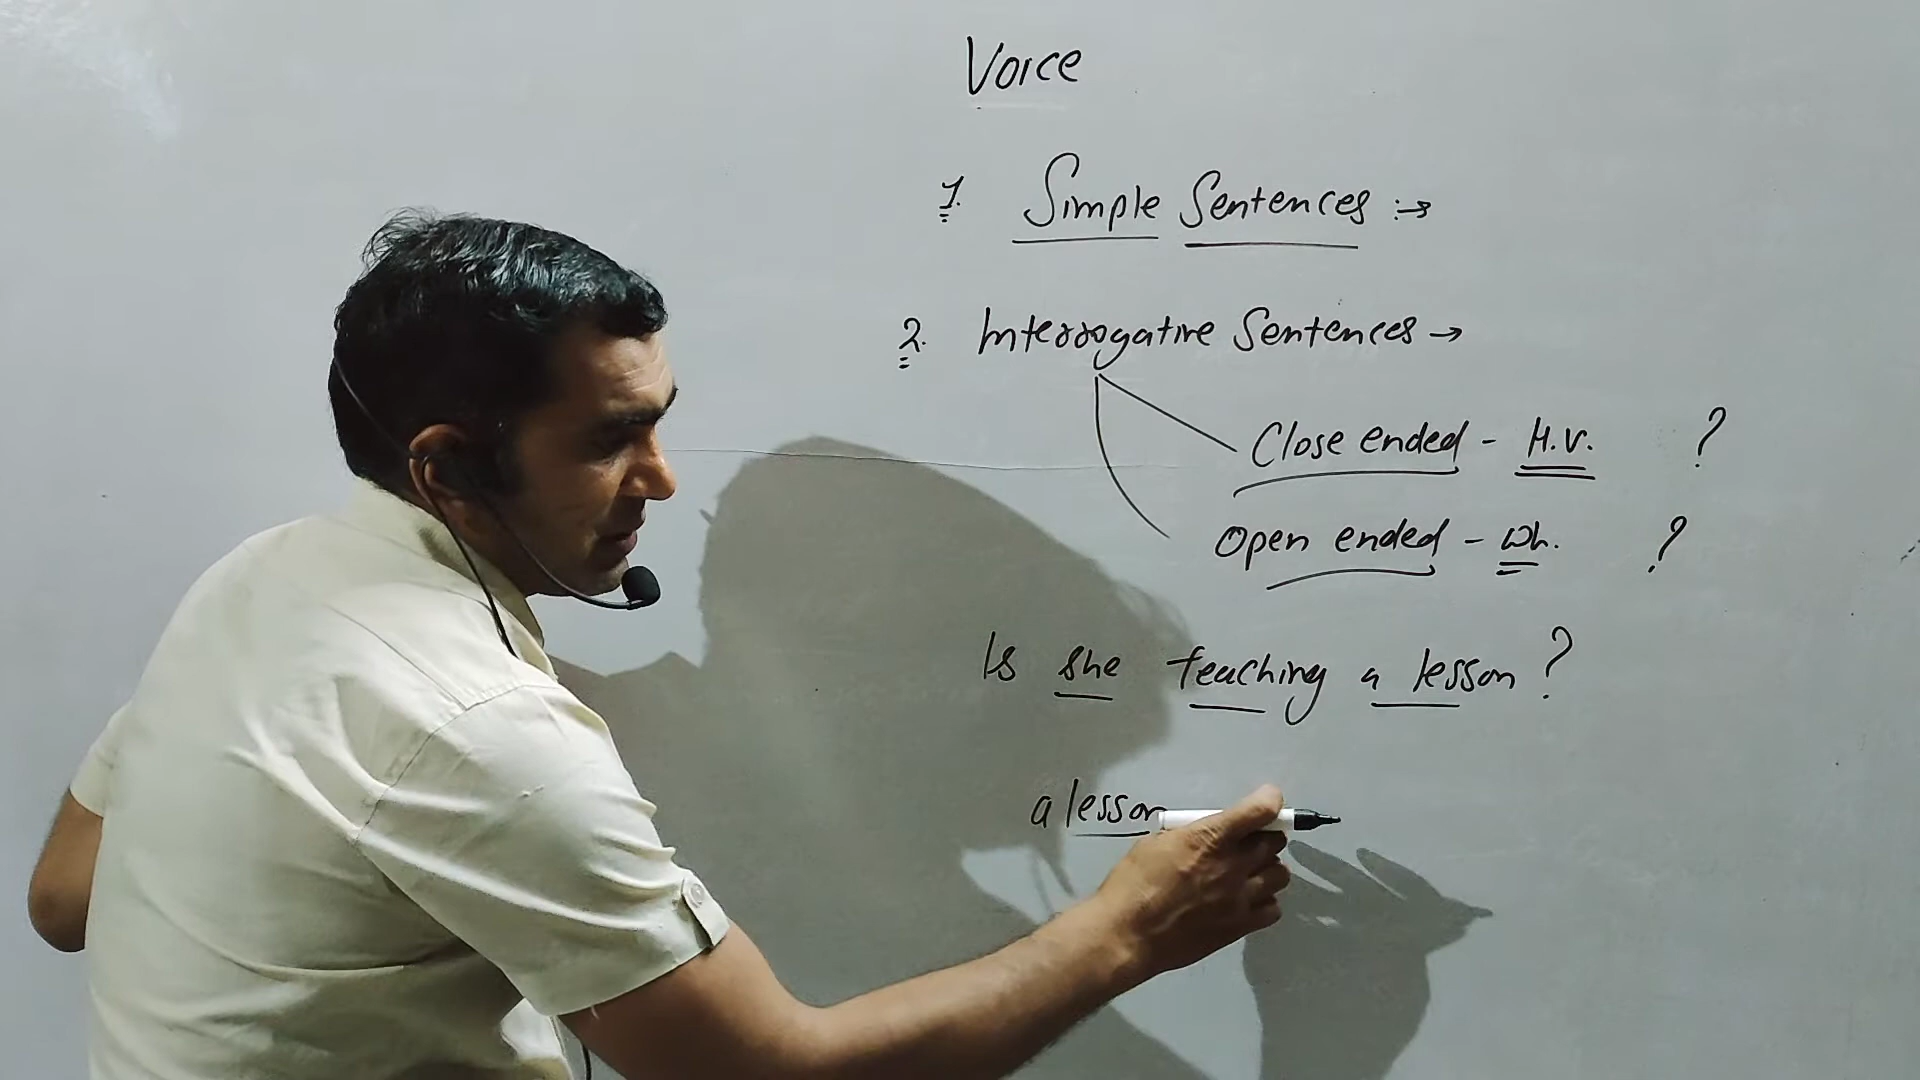 Voice
1. Simple Sentences :→
2. Interrogative Sentences →
Close ended - H.V. ?
Open ended - Wh. ?
Is she teaching a lesson ?
a lesson